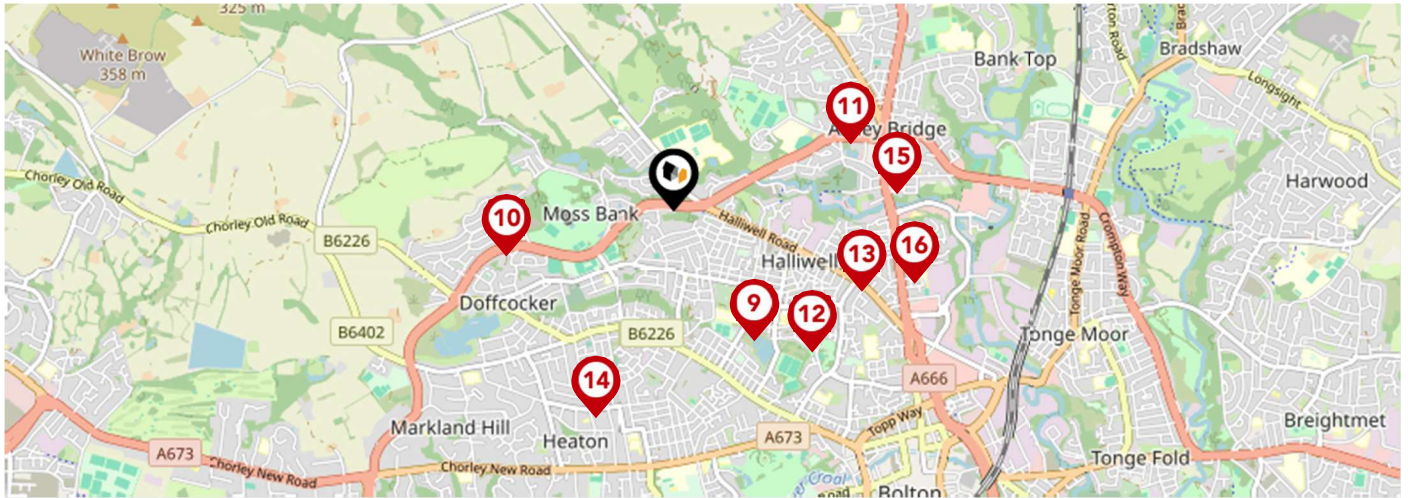 325 m
White Brow
358 m
Bank Top
Bradshaw
Longsight
11
Bridge
15
Chorley Old Road
Harwood
10
Moss Bank
Chorley Old Road
B6226
Halliwell Road
Halliwell
13
16
Crompton Way
Tonge Moor Road
Doffcocker
9
12
B6402
B6226
Tonge Moor
14
A666
Markland Hill
Heaton
A673
Topp Way
Breightmet
A673
Chorley New Road
Chorley New Road
Tonge Fold
Bolton
Road